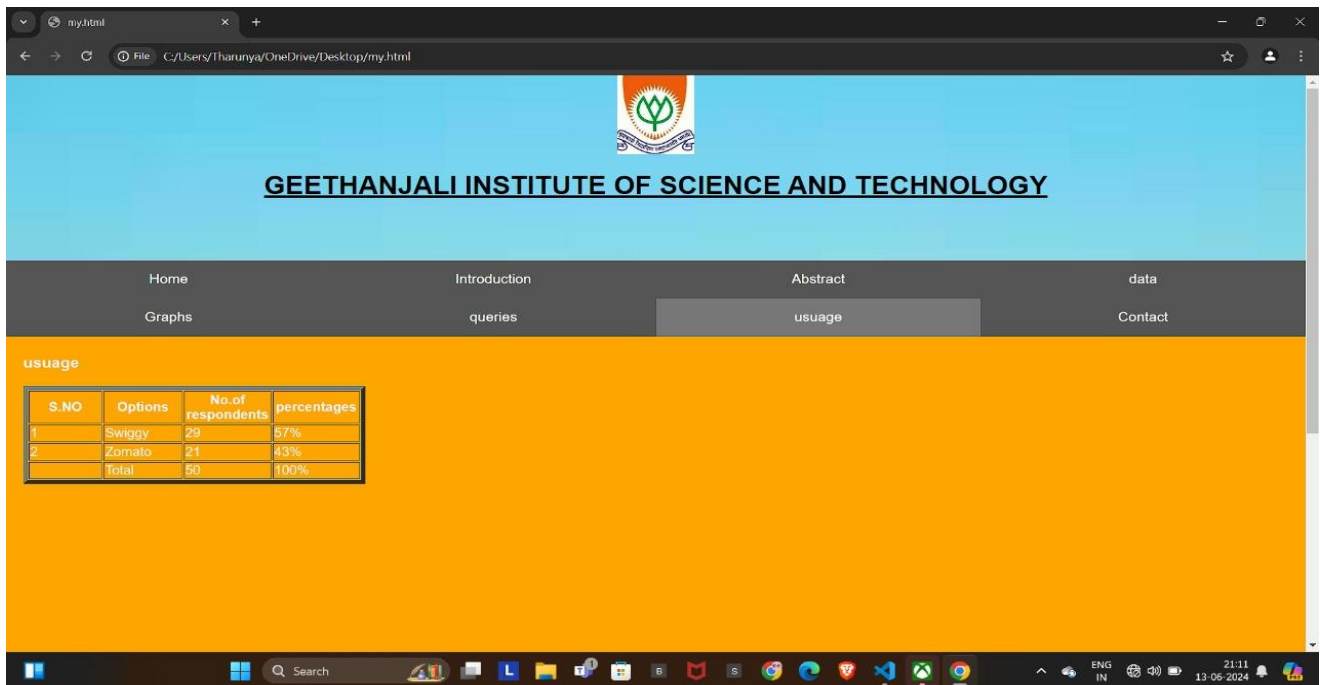 my.html
File C:/Users/Tharunya/OneDrive/Desktop/my.html
GEETHANJALI INSTITUTE OF SCIENCE AND TECHNOLOGY
Home Introduction Abstract data
Graphs queries usuage Contact
usuage
S.NO Options No.of respondents percentages
1 Swiggy 29 57%
2 Zomato 21 43%
Total 50 100%
Search
ENG
IN
21:11
13-06-2024